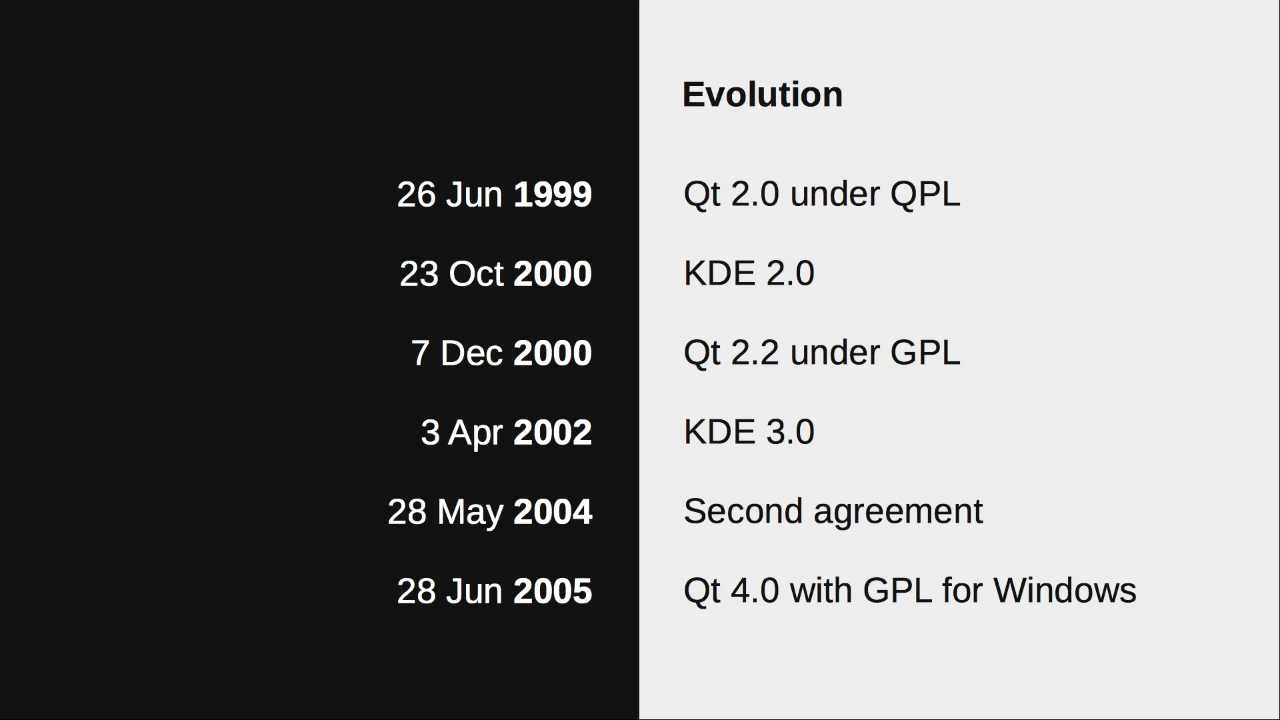 Evolution
26 Jun 1999 Qt 2.0 under QPL
23 Oct 2000 KDE 2.0
7 Dec 2000 Qt 2.2 under GPL
3 Apr 2002 KDE 3.0
28 May 2004 Second agreement
28 Jun 2005 Qt 4.0 with GPL for Windows